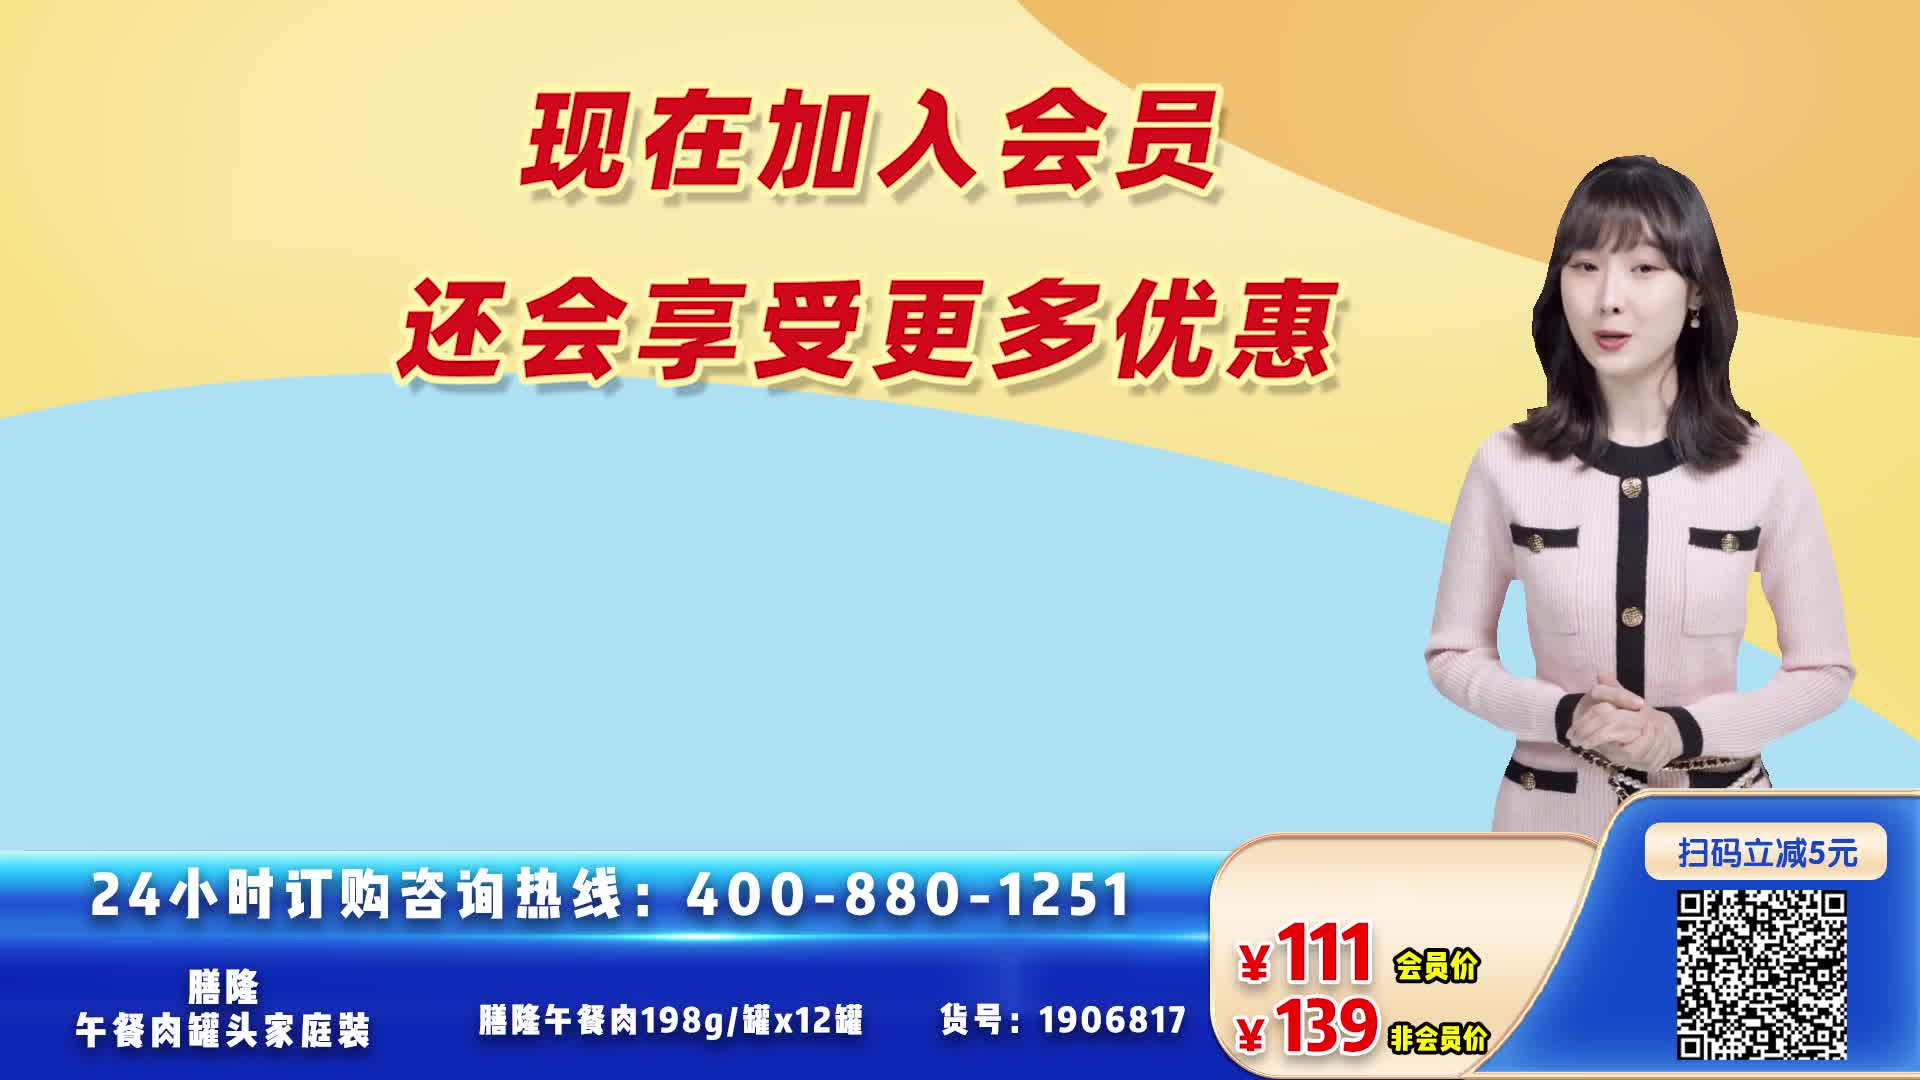 现在加入会员
还会享受更多优惠
24小时订购咨询热线：400-880-1251
膳隆
午餐肉罐头家庭装
膳隆午餐肉198g/罐x12罐
货号：1906817
¥111 会员价
¥139 非会员价
扫码立减5元